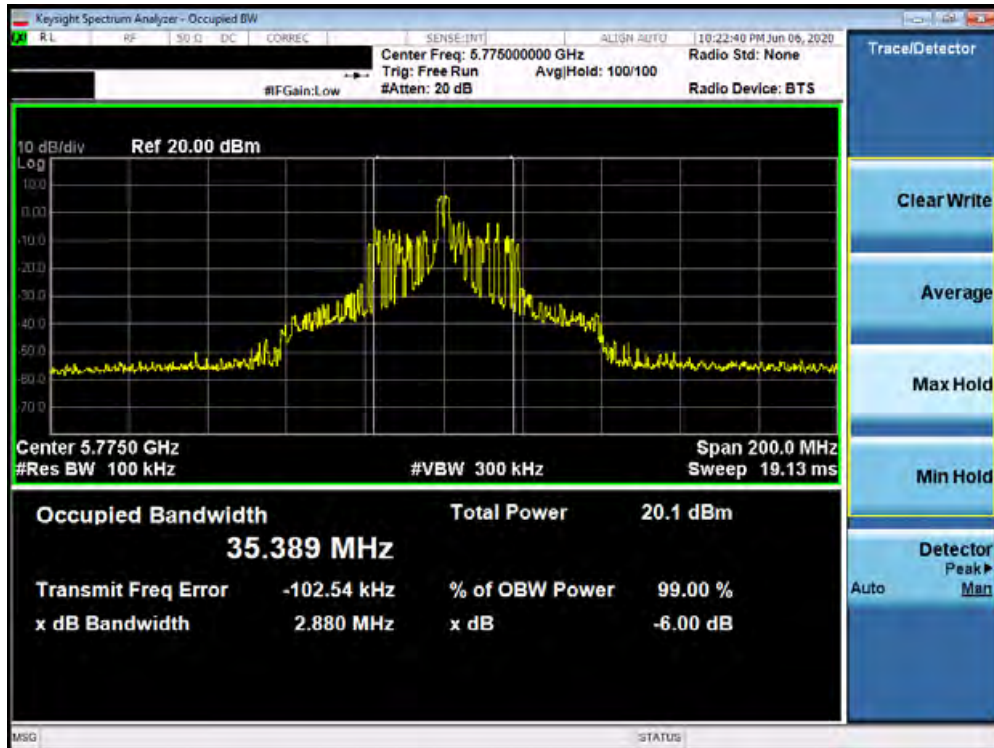 Keysight Spectrum Analyzer - Occupied BW
RL RF 50 Ω DC CORREC SENSE:INT ALIGN AUTO 10:22:40 PM Jun 06, 2020
Center Freq: 5.775000000 GHz Radio Std: None
Trig: Free Run Avg|Hold: 100/100
#IFGain:Low #Atten: 20 dB Radio Device: BTS
Trace/Detector
10 dB/div Ref 20.00 dBm
Log
10.0
0.00
-10.0
-20.0
-30.0
-40.0
-50.0
-60.0
-70.0
Center 5.7750 GHz Span 200.0 MHz
#Res BW 100 kHz #VBW 300 kHz Sweep 19.13 ms
Clear Write
Average
Max Hold
Min Hold
Detector
Peak▶
Auto Man
Occupied Bandwidth Total Power 20.1 dBm
35.389 MHz
Transmit Freq Error -102.54 kHz % of OBW Power 99.00 %
x dB Bandwidth 2.880 MHz x dB -6.00 dB
MSG STATUS